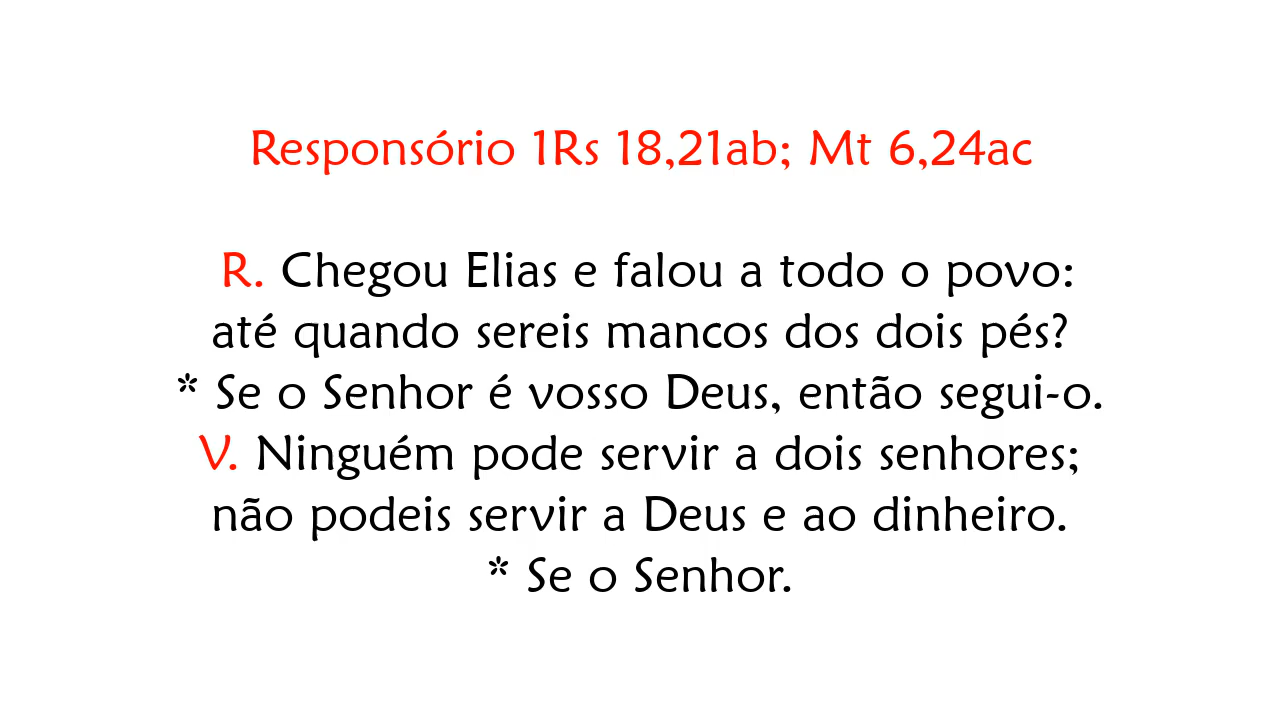 Responsório 1Rs 18,21ab; Mt 6,24ac
R. Chegou Elias e falou a todo o povo:
até quando sereis mancos dos dois pés?
* Se o Senhor é vosso Deus, então segui-o.
V. Ninguém pode servir a dois senhores;
não podeis servir a Deus e ao dinheiro.
* Se o Senhor.